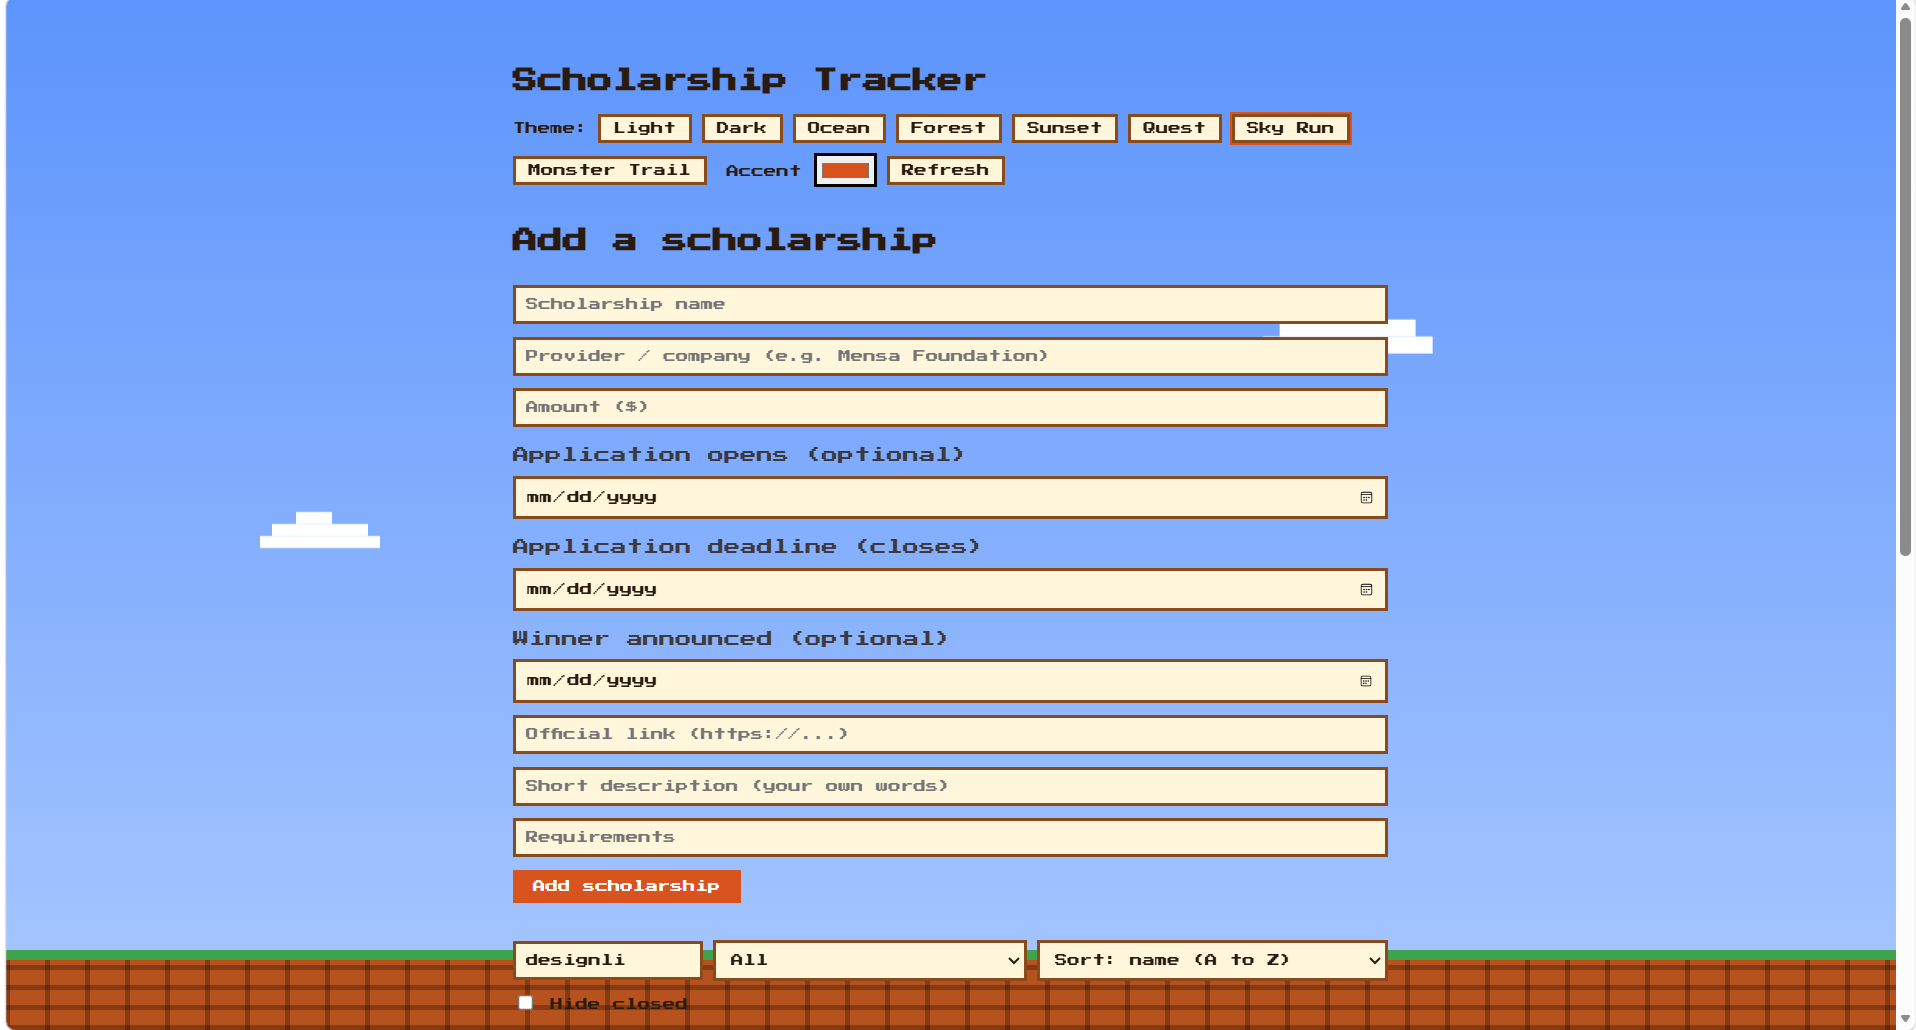 Scholarship Tracker
Theme: Light Dark Ocean Forest Sunset Quest Sky Run
Monster Trail Accent Refresh
Add a scholarship
Scholarship name
Provider / company (e.g. Mensa Foundation)
Amount ($)
Application opens (optional)
mm/dd/yyyy
Application deadline (closes)
mm/dd/yyyy
Winner announced (optional)
mm/dd/yyyy
Official link (https://...)
Short description (your own words)
Requirements
Add scholarship
designli All Sort: name (A to Z)
Hide closed